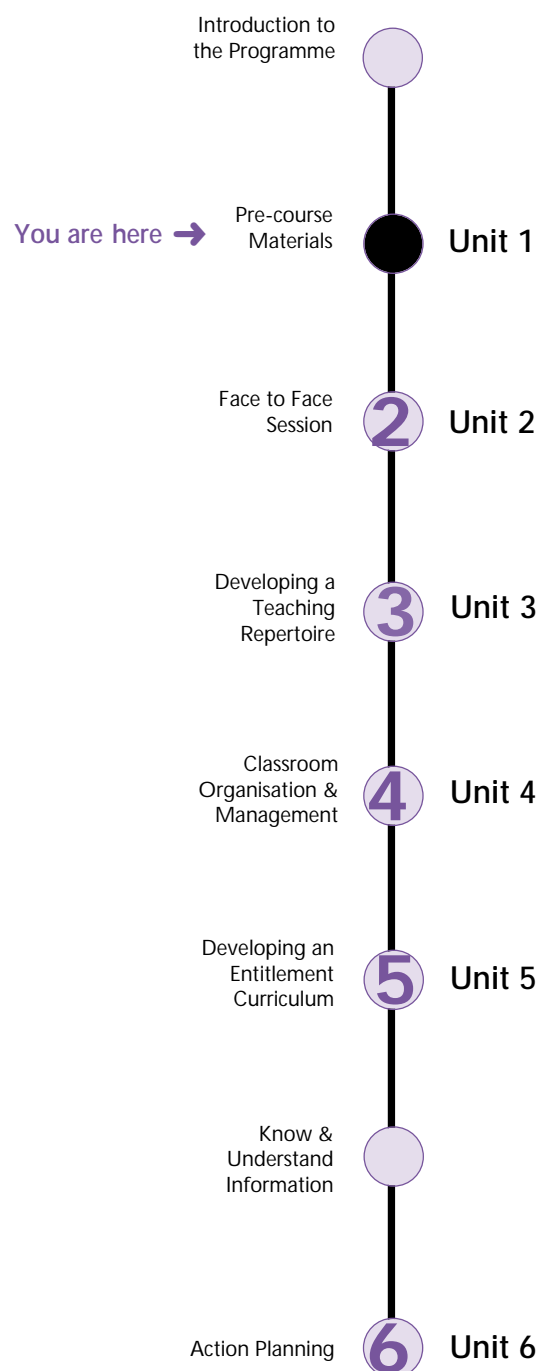 Introduction to
the Programme
You are here ➔
Pre-course
Materials
Unit 1
Face to Face
Session
2
Unit 2
Developing a
Teaching
Repertoire
3
Unit 3
Classroom
Organisation &
Management
4
Unit 4
Developing an
Entitlement
Curriculum
5
Unit 5
Know &
Understand
Information
Action Planning
6
Unit 6